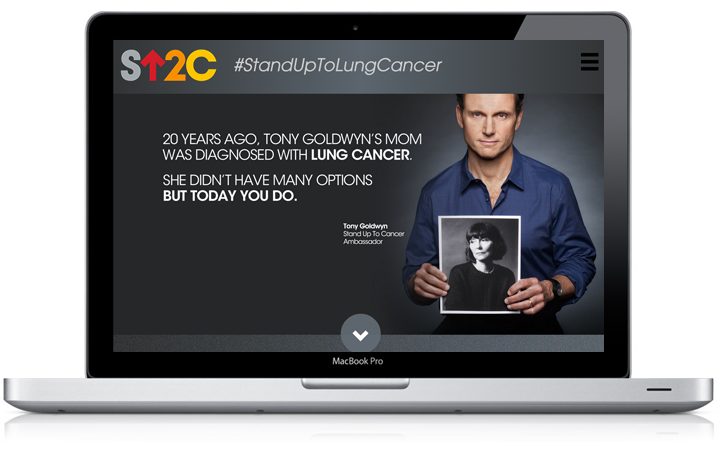 SU2C
#StandUpToLungCancer
20 YEARS AGO, TONY GOLDWYN'S MOM
WAS DIAGNOSED WITH LUNG CANCER.
SHE DIDN'T HAVE MANY OPTIONS
BUT TODAY YOU DO.
Tony Goldwyn
Stand Up To Cancer
Ambassador
MacBook Pro